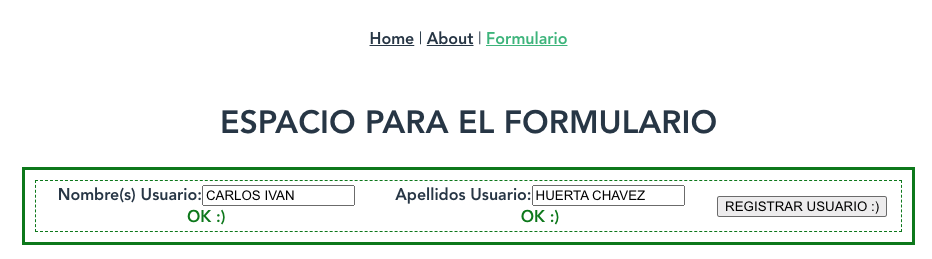 Home | About | Formulario
ESPACIO PARA EL FORMULARIO
Nombre(s) Usuario: CARLOS IVAN Apellidos Usuario: HUERTA CHAVEZ REGISTRAR USUARIO :)
OK :) OK :)